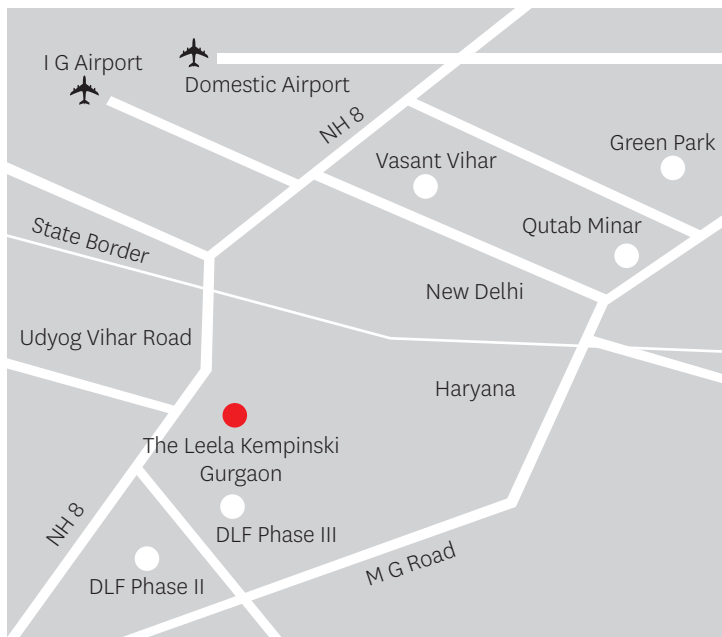 I G Airport
Domestic Airport
NH 8
Green Park
Vasant Vihar
Qutab Minar
State Border
New Delhi
Udyog Vihar Road
Haryana
The Leela Kempinski
Gurgaon
NH 8
DLF Phase III
M G Road
DLF Phase II